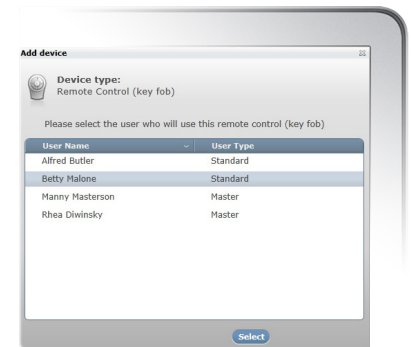 Add device
Device type:
Remote Control (key fob)
Please select the user who will use this remote control (key fob)
User Name User Type
Alfred Butler Standard
Betty Malone Standard
Manny Masterson Master
Rhea Diwinsky Master
Select